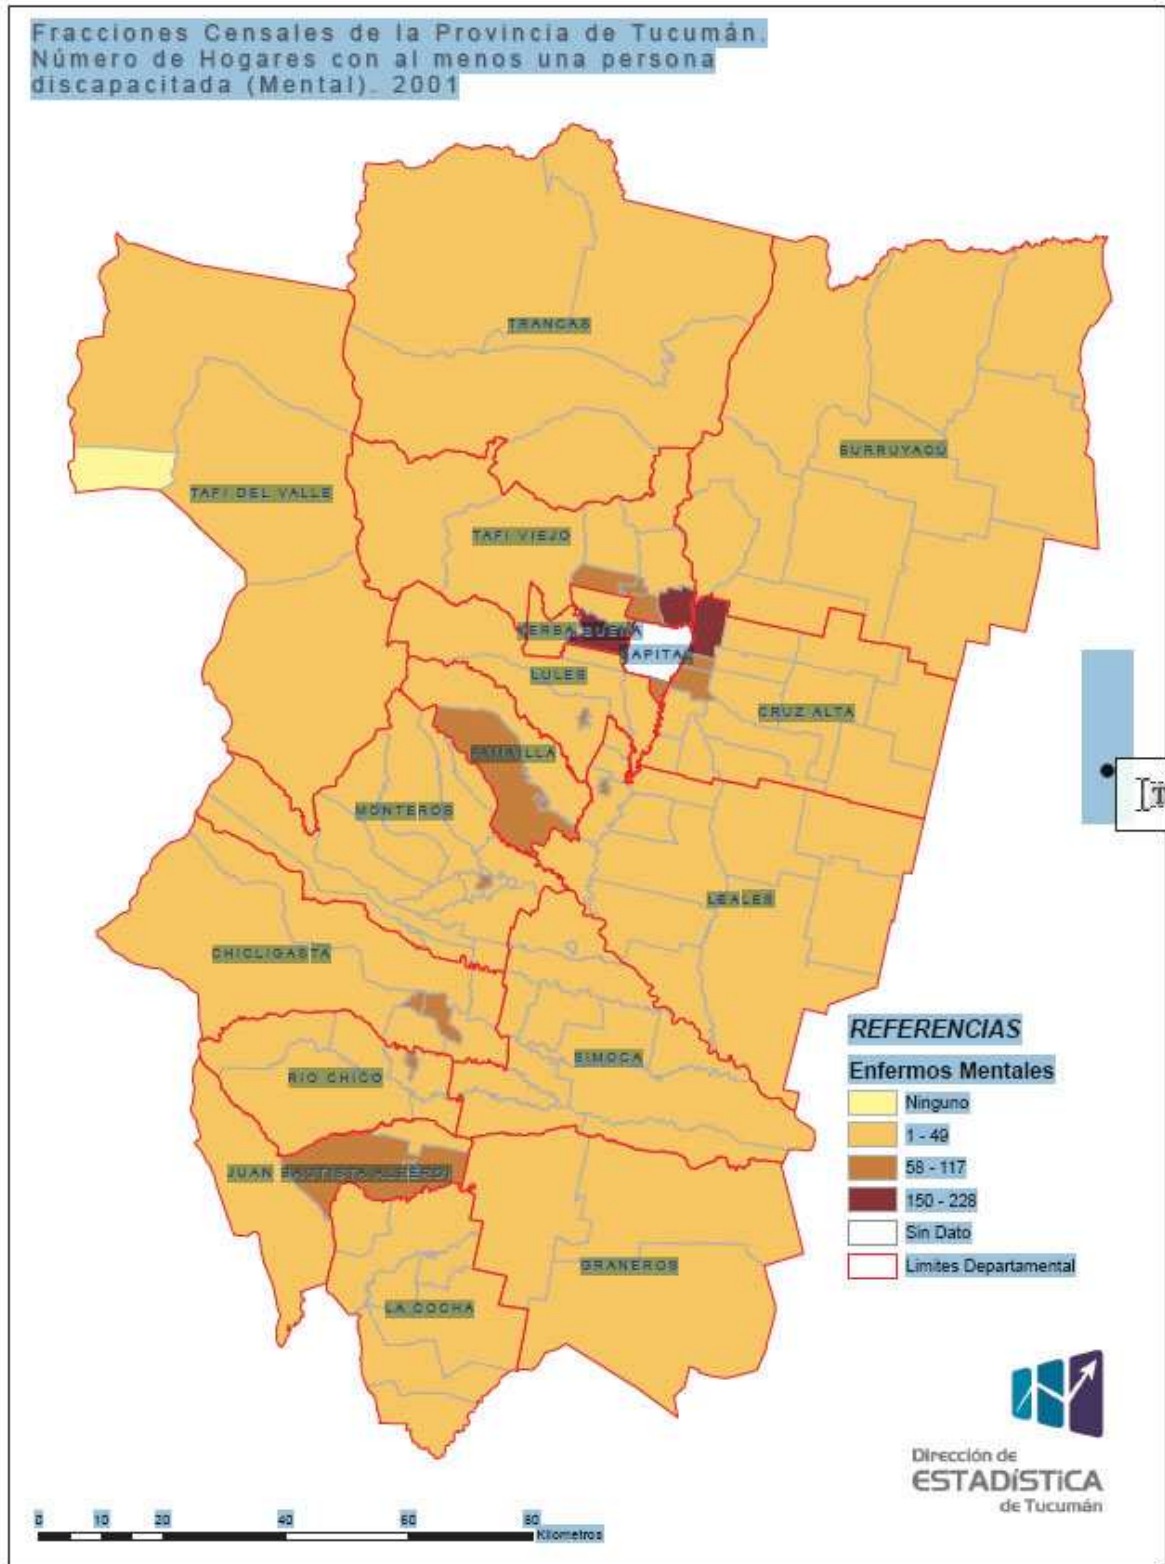 Fracciones Censales de la Provincia de Tucumán.
Número de Hogares con al menos una persona
discapacitada (Mental). 2001
TRANCAS
BURRUYACU
TAFI DEL VALLE
TAFI VIEJO
YERBA BUENA
CAPITAL
LULES
CRUZ ALTA
FAMAILLA
MONTEROS
LEALES
CHICLIGASTA
SIMOCA
RIO CHICO
JUAN BAUTISTA ALBERDI
GRANEROS
LA COCHA
REFERENCIAS
Enfermos Mentales
Ninguno
1 - 49
58 - 117
150 - 228
Sin Dato
Limites Departamental
Dirección de
ESTADÍSTICA
de Tucumán
0 10 20 40 60 80
Kilometros